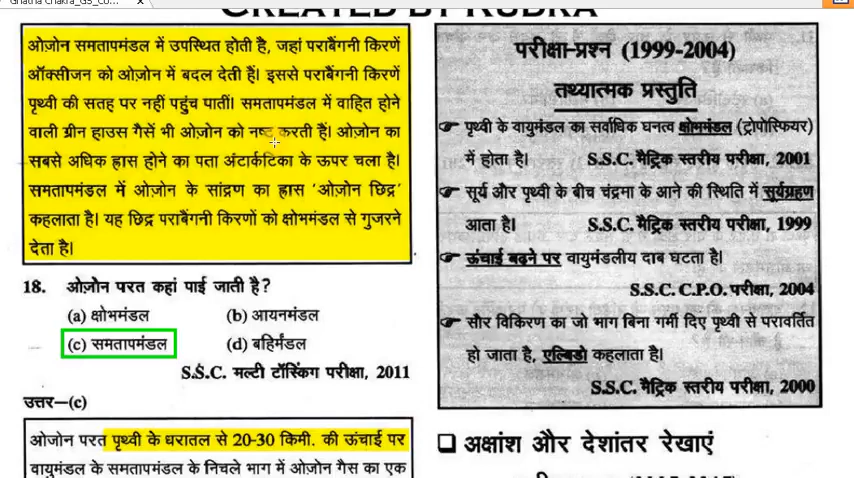 Ghatna Chakra_GS_Co...
CREATED BY RUDRA
ओज़ोन समतापमंडल में उपस्थित होती है, जहां पराबैंगनी किरणें
ऑक्सीजन को ओज़ोन में बदल देती हैं। इससे पराबैंगनी किरणें
पृथ्वी की सतह पर नहीं पहुंच पातीं। समतापमंडल में वाहित होने
वाली ग्रीन हाउस गैसें भी ओज़ोन को नष्ट करती हैं। ओज़ोन का
सबसे अधिक ह्रास होने का पता अंटार्कटिका के ऊपर चला है।
समतापमंडल में ओज़ोन के सांद्रण का ह्रास ‘ओज़ोन छिद्र’
कहलाता है। यह छिद्र पराबैंगनी किरणों को क्षोभमंडल से गुजरने
देता है।
18. ओज़ोन परत कहां पाई जाती है?
(a) क्षोभमंडल (b) आयनमंडल
(c) समतापमंडल (d) बहिर्मंडल
S.S.C. मल्टी टॉस्किंग परीक्षा, 2011
उत्तर—(c)
ओजोन परत पृथ्वी के धरातल से 20-30 किमी. की ऊंचाई पर
वायुमंडल के समतापमंडल के निचले भाग में ओज़ोन गैस का एक
परीक्षा-प्रश्न (1999-2004)
तथ्यात्मक प्रस्तुति
☞ पृथ्वी के वायुमंडल का सर्वाधिक घनत्व क्षोभमंडल (ट्रोपोस्फियर)
में होता है। S.S.C. मैट्रिक स्तरीय परीक्षा, 2001
☞ सूर्य और पृथ्वी के बीच चंद्रमा के आने की स्थिति में सूर्यग्रहण
आता है। S.S.C. मैट्रिक स्तरीय परीक्षा, 1999
☞ ऊंचाई बढ़ने पर वायुमंडलीय दाब घटता है।
S.S.C. C.P.O. परीक्षा, 2004
☞ सौर विकिरण का जो भाग बिना गर्मी दिए पृथ्वी से परावर्तित
हो जाता है, एल्बिडो कहलाता है।
S.S.C. मैट्रिक स्तरीय परीक्षा, 2000
❑ अक्षांश और देशांतर रेखाएं